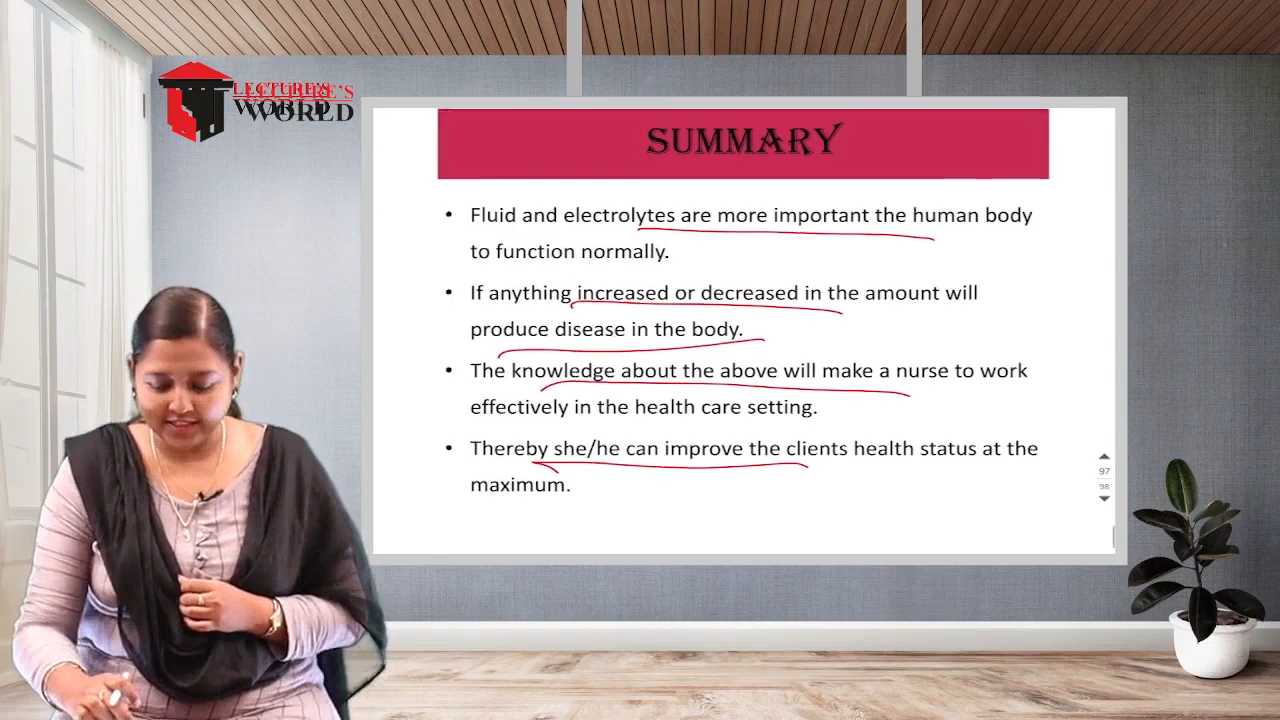 LECTURE'S
WORLD
SUMMARY
• Fluid and electrolytes are more important the human body
to function normally.
• If anything increased or decreased in the amount will
produce disease in the body.
• The knowledge about the above will make a nurse to work
effectively in the health care setting.
• Thereby she/he can improve the clients health status at the
maximum.
97
98